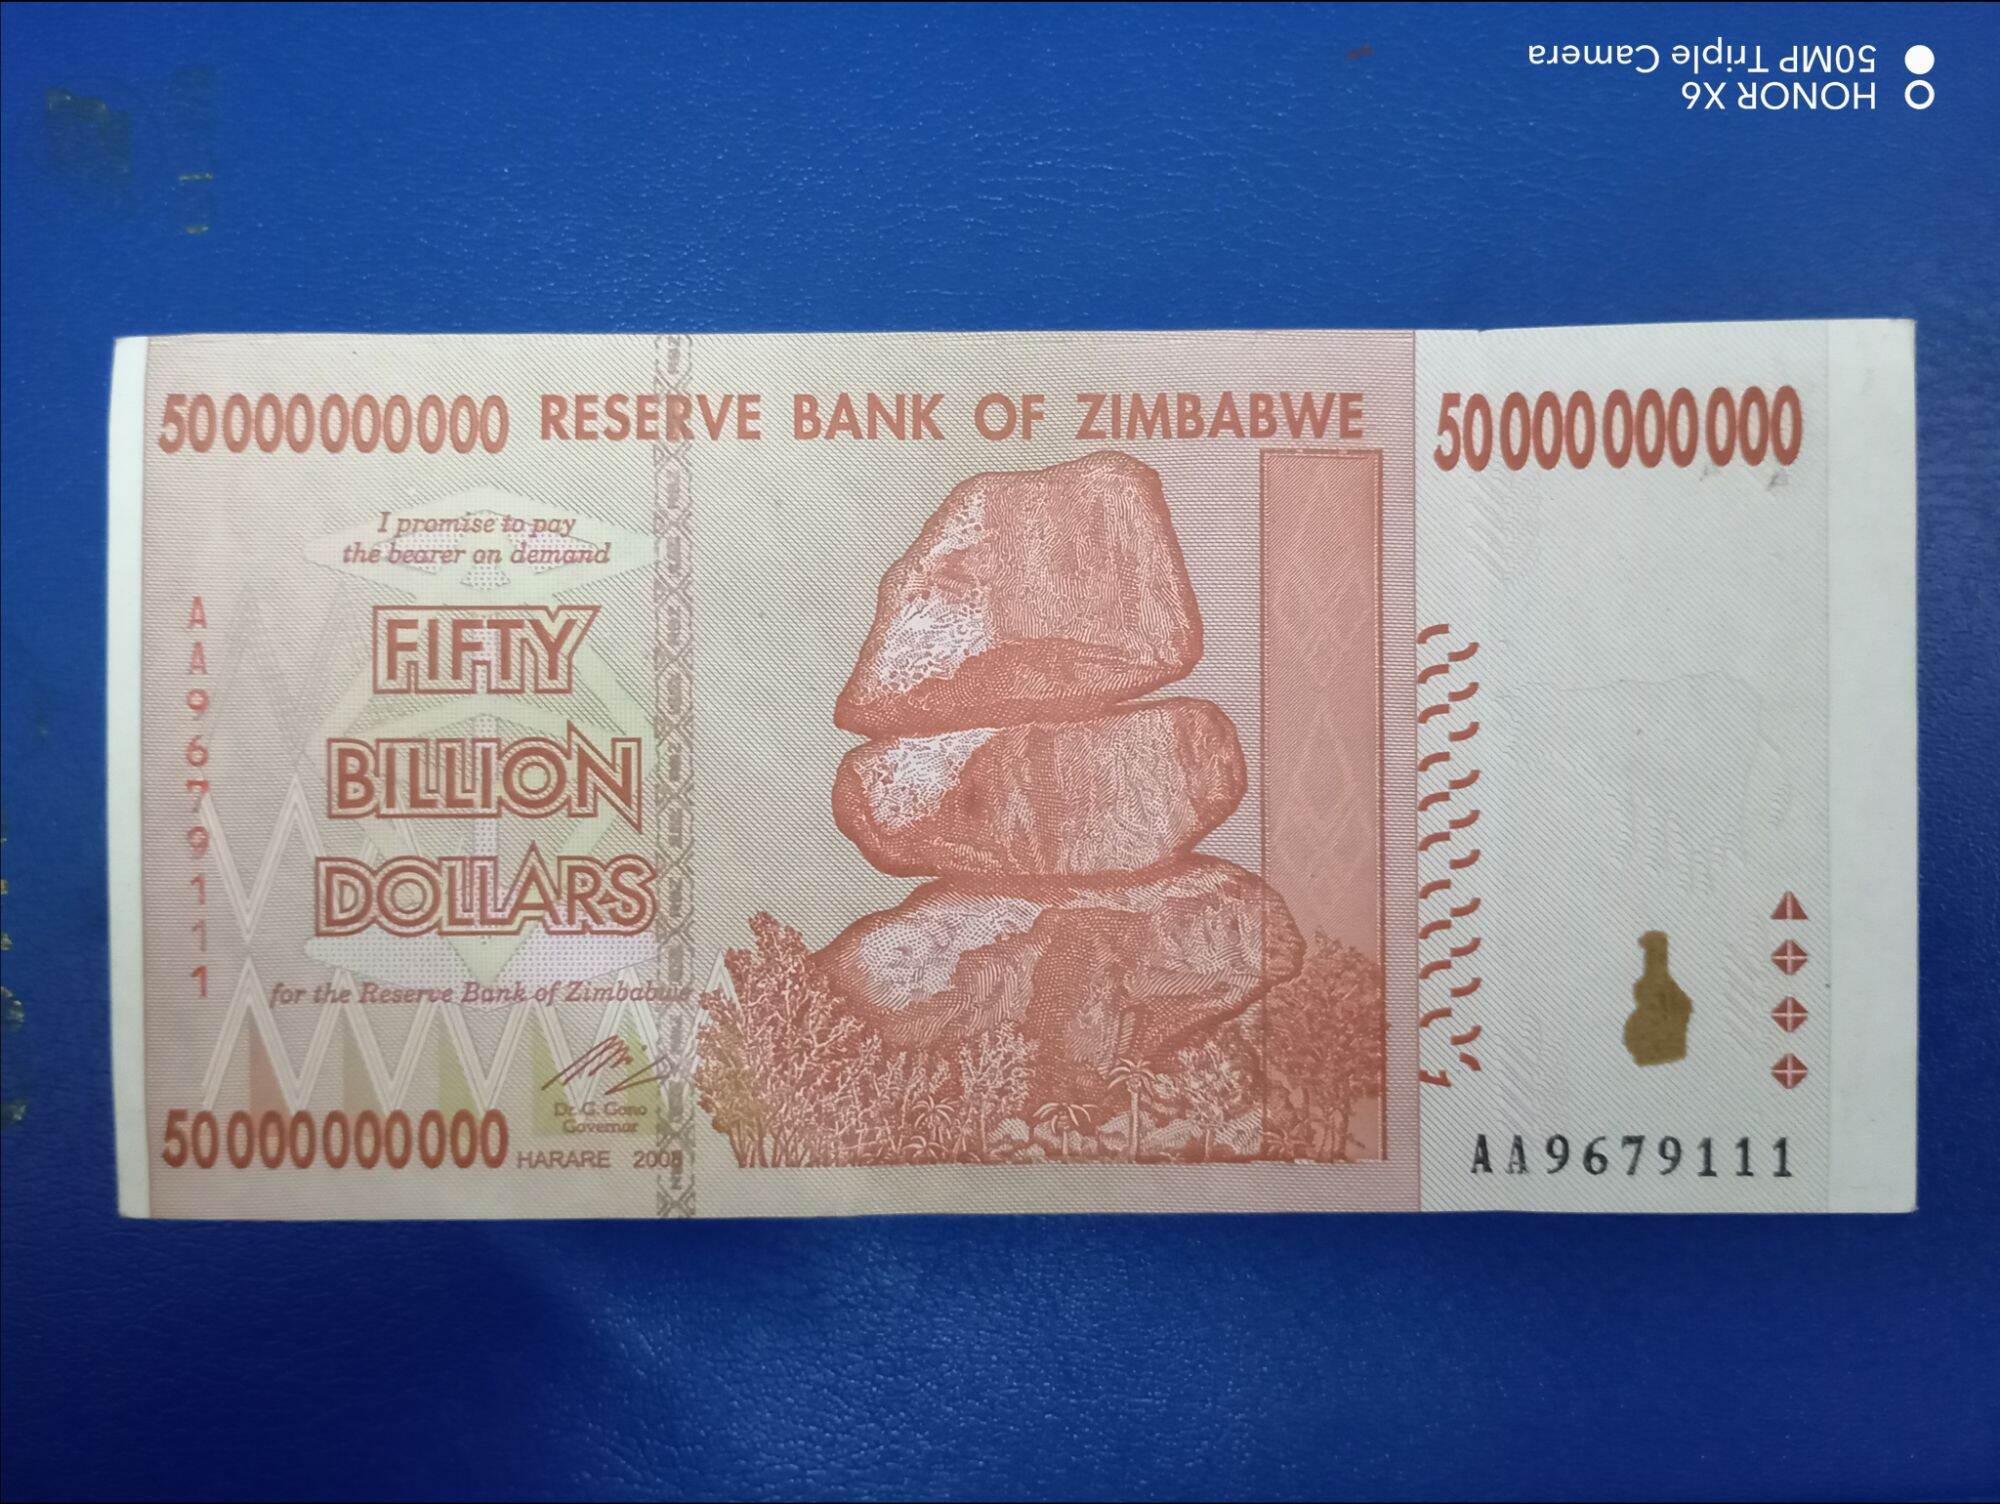 HONOR X6
50MP Triple Camera
50000000000 RESERVE BANK OF ZIMBABWE 50000000000
I promise to pay
the bearer on demand
FIFTY
BILLION
DOLLARS
for the Reserve Bank of Zimbabwe
AA9679111
Dr G. Gono
Governor
50000000000 HARARE 2008
AA9679111